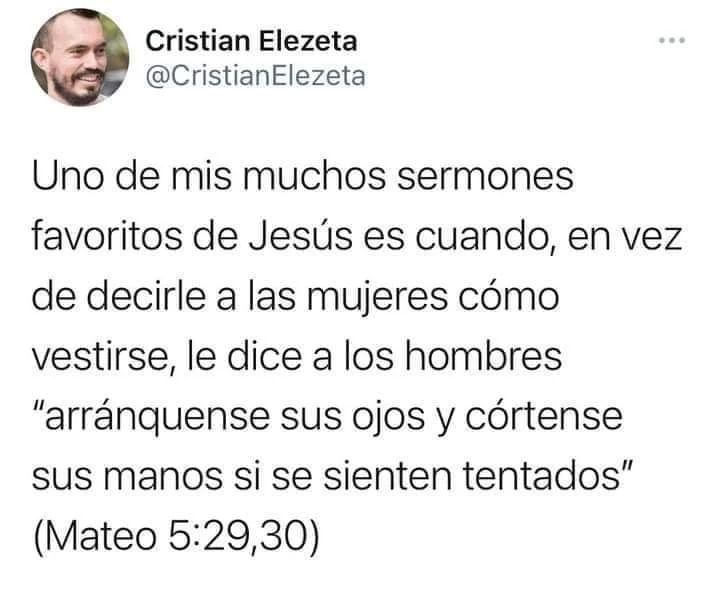 Cristian Elezeta
@CristianElezeta
Uno de mis muchos sermones
favoritos de Jesús es cuando, en vez
de decirle a las mujeres cómo
vestirse, le dice a los hombres
"arránquense sus ojos y córtense
sus manos si se sienten tentados"
(Mateo 5:29,30)